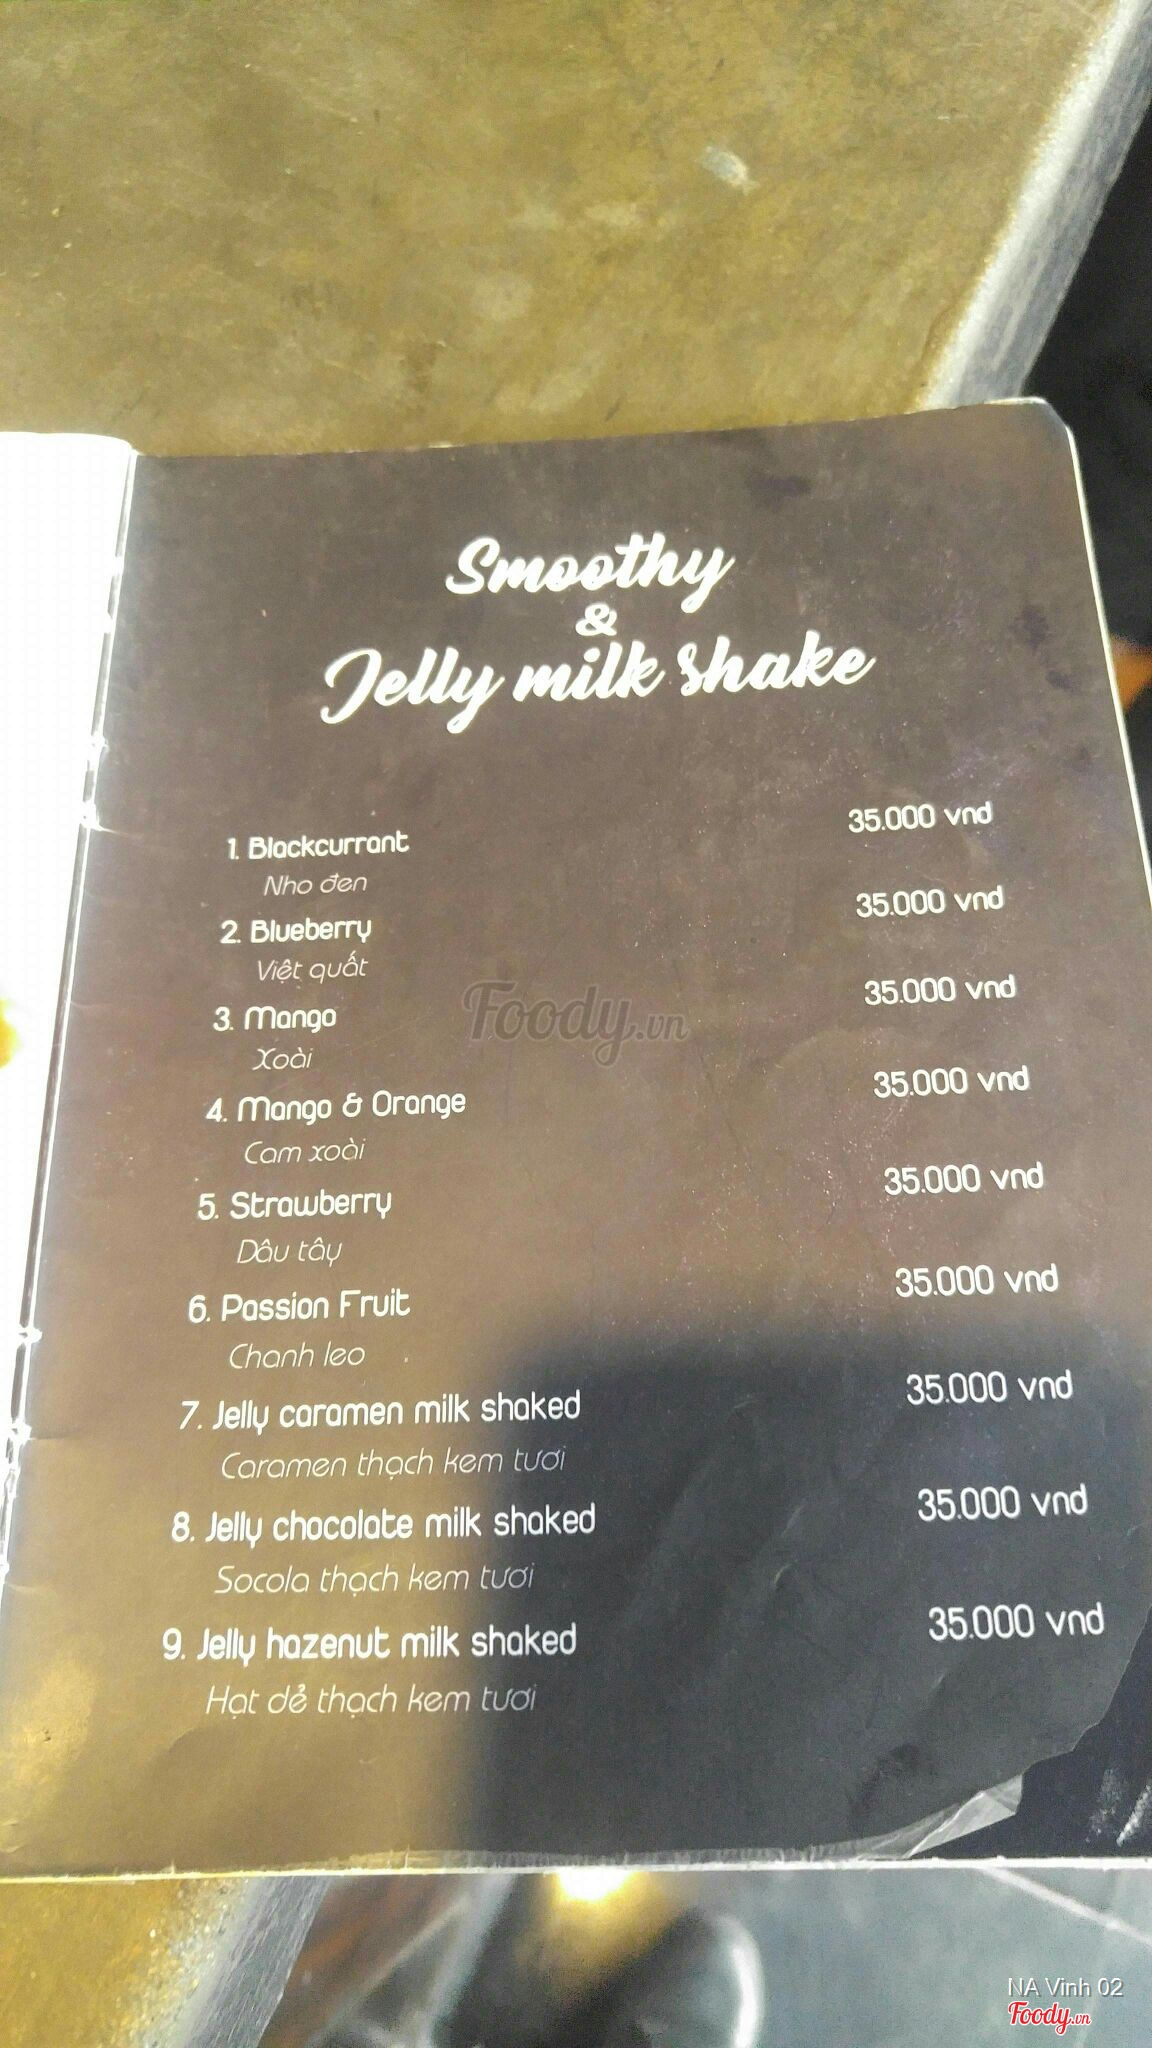 Smoothy
&
Jelly milk shake
1. Blackcurrant 35.000 vnd
Nho đen
2. Blueberry 35.000 vnd
Việt quất
3. Mango 35.000 vnd
Xoài
4. Mango & Orange 35.000 vnd
Cam xoài
5. Strawberry 35.000 vnd
Dâu tây
6. Passion Fruit 35.000 vnd
Chanh leo
7. Jelly caramen milk shaked 35.000 vnd
Caramen thạch kem tươi
8. Jelly chocolate milk shaked 35.000 vnd
Socola thạch kem tươi
9. Jelly hazenut milk shaked 35.000 vnd
Hạt dẻ thạch kem tươi
Foody.vn
NA Vinh 02
Foody.vn